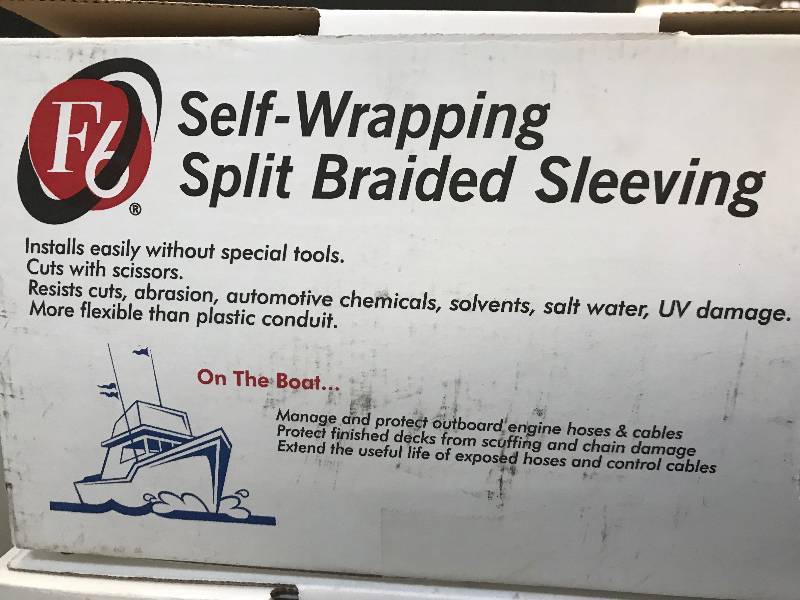 F6®
Self-Wrapping
Split Braided Sleeving
Installs easily without special tools.
Cuts with scissors.
Resists cuts, abrasion, automotive chemicals, solvents, salt water, UV damage.
More flexible than plastic conduit.
On The Boat...
Manage and protect outboard engine hoses & cables
Protect finished decks from scuffing and chain damage
Extend the useful life of exposed hoses and control cables